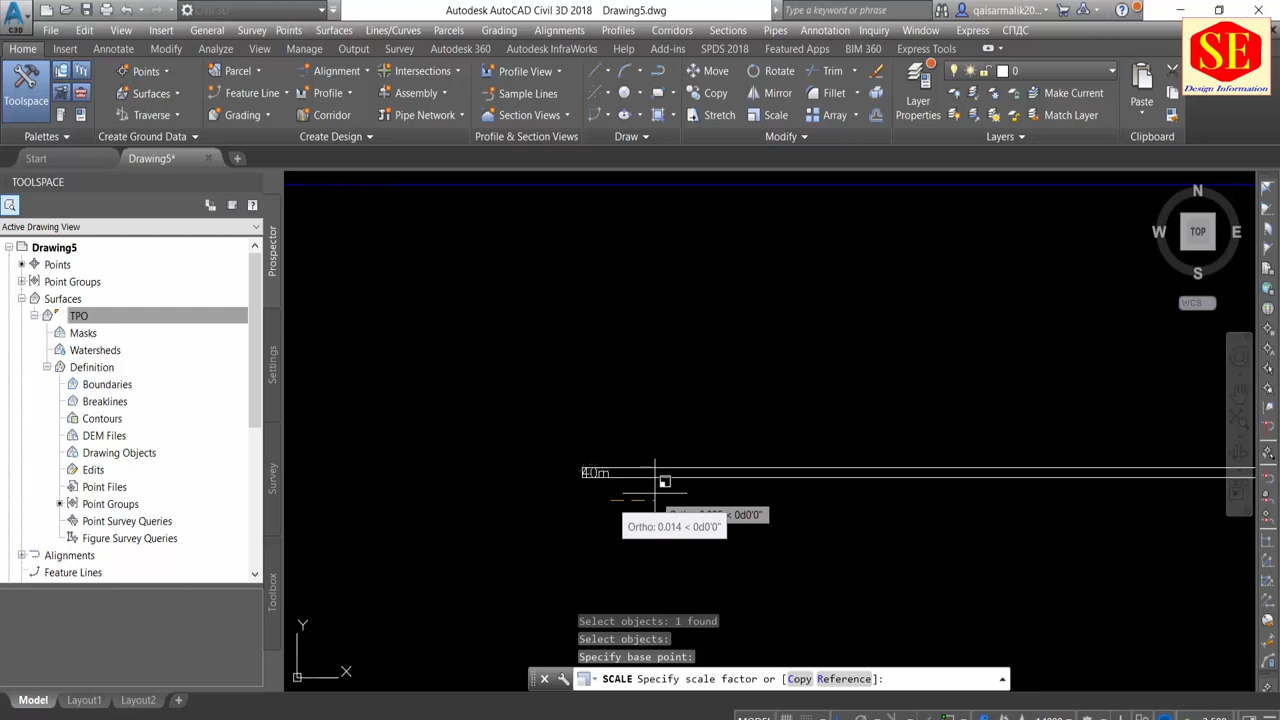 Civil 3D
Autodesk AutoCAD Civil 3D 2018 Drawing5.dwg
Type a keyword or phrase
qaisarmalik20...
File Edit View Insert General Survey Points Surfaces Lines/Curves Parcels Grading Alignments Profiles Corridors Sections Pipes Annotation Inquiry Window Express СПДС
Home Insert Annotate Modify Analyze View Manage Output Survey Autodesk 360 Autodesk InfraWorks Help Add-ins SPDS 2018 Featured Apps BIM 360 Express Tools
SE
Design Information
Toolspace
Points
Surfaces
Traverse
Parcel
Feature Line
Grading
Alignment
Profile
Corridor
Intersections
Assembly
Pipe Network
Profile View
Sample Lines
Section Views
Move
Copy
Stretch
Rotate
Mirror
Scale
Trim
Fillet
Array
Layer
Properties
0
Make Current
Match Layer
Paste
Palettes
Create Ground Data
Create Design
Profile & Section Views
Draw
Modify
Layers
Clipboard
Start
Drawing5*
TOOLSPACE
Active Drawing View
Drawing5
Points
Point Groups
Surfaces
TPO
Masks
Watersheds
Definition
Boundaries
Breaklines
Contours
DEM Files
Drawing Objects
Edits
Point Files
Point Groups
Point Survey Queries
Figure Survey Queries
Alignments
Feature Lines
Prospector
Settings
Survey
Toolbox
N
W
TOP
E
S
WCS
Ortho: 0.014 < 0d0'0"
Select objects: 1 found
Select objects:
Specify base point:
SCALE Specify scale factor or [Copy Reference]:
Y
X
Model Layout1 Layout2